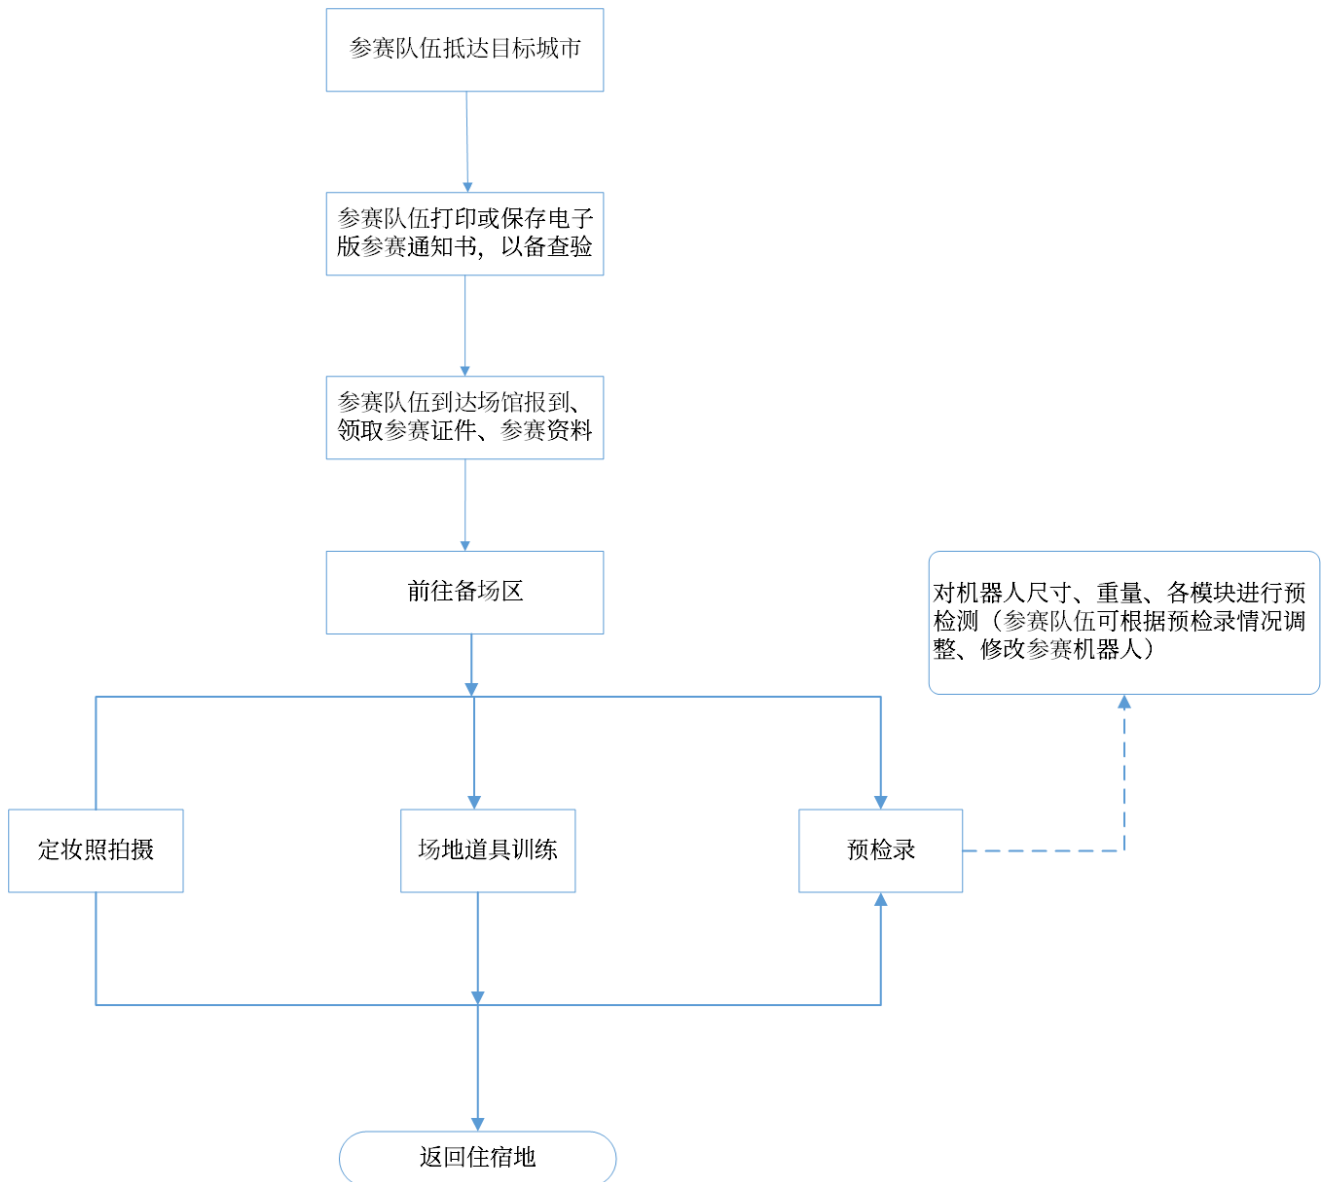 参赛队伍抵达目标城市
参赛队伍打印或保存电子
版参赛通知书，以备查验
参赛队伍到达场馆报到、
领取参赛证件、参赛资料
前往备场区
对机器人尺寸、重量、各模块进行预
检测（参赛队伍可根据预检录情况调
整、修改参赛机器人）
定妆照拍摄
场地道具训练
预检录
返回住宿地